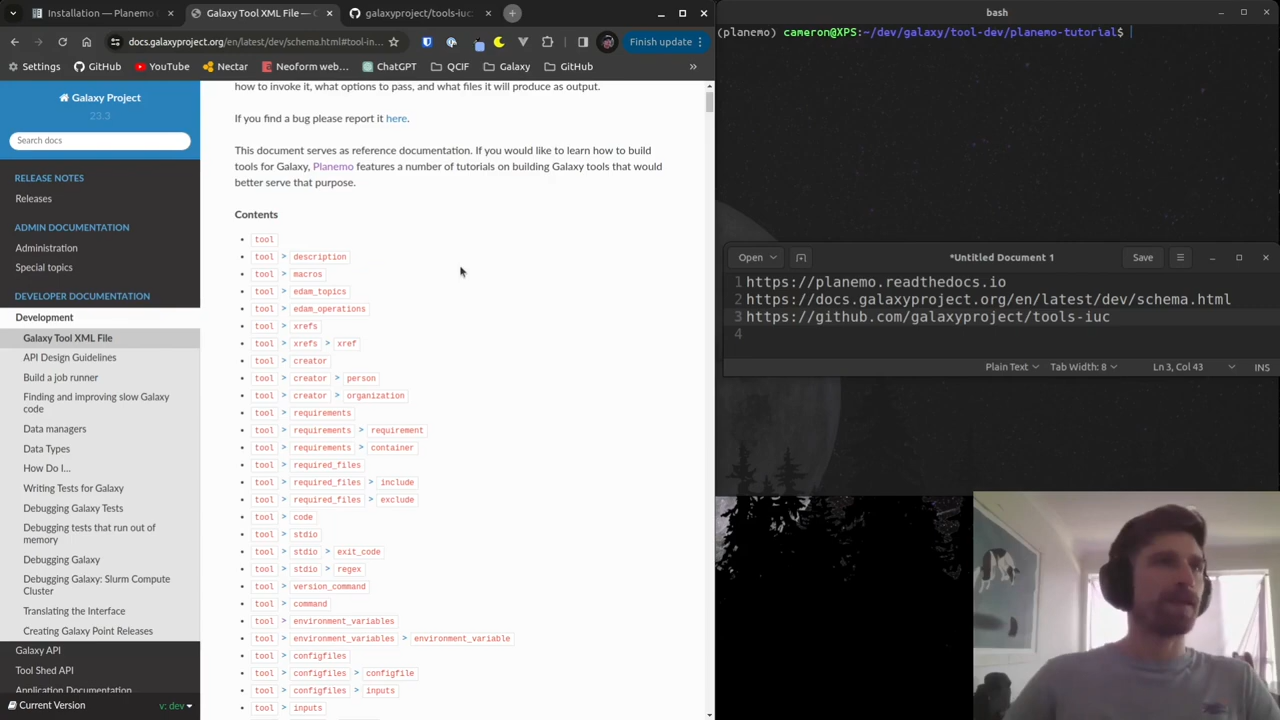 Installation — Planemo
Galaxy Tool XML File —
galaxyproject/tools-iuc:
docs.galaxyproject.org/en/latest/dev/schema.html#tool-in...
Finish update
Settings
GitHub
YouTube
Nectar
Neoform web...
ChatGPT
QCIF
Galaxy
GitHub
»
Galaxy Project
23.3
Search docs
RELEASE NOTES
Releases
ADMIN DOCUMENTATION
Administration
Special topics
DEVELOPER DOCUMENTATION
Development
Galaxy Tool XML File
API Design Guidelines
Build a job runner
Finding and improving slow Galaxy
code
Data managers
Data Types
How Do I...
Writing Tests for Galaxy
Debugging Galaxy Tests
Debugging tests that run out of
memory
Debugging Galaxy
Debugging Galaxy: Slurm Compute
Cluster
Translating the Interface
Creating Galaxy Point Releases
Galaxy API
Tool Shed API
Application Documentation
Current Version
v: dev
how to invoke it, what options to pass, and what files it will produce as output.
If you find a bug please report it here.
This document serves as reference documentation. If you would like to learn how to build
tools for Galaxy, Planemo features a number of tutorials on building Galaxy tools that would
better serve that purpose.
Contents
• tool
• tool > description
• tool > macros
• tool > edam_topics
• tool > edam_operations
• tool > xrefs
• tool > xrefs > xref
• tool > creator
• tool > creator > person
• tool > creator > organization
• tool > requirements
• tool > requirements > requirement
• tool > requirements > container
• tool > required_files
• tool > required_files > include
• tool > required_files > exclude
• tool > code
• tool > stdio
• tool > stdio > exit_code
• tool > stdio > regex
• tool > version_command
• tool > command
• tool > environment_variables
• tool > environment_variables > environment_variable
• tool > configfiles
• tool > configfiles > configfile
• tool > configfiles > inputs
• tool > inputs
bash
(planemo) cameron@XPS:~/dev/galaxy/tool-dev/planemo-tutorial$
Open
*Untitled Document 1
Save
1 https://planemo.readthedocs.io
2 https://docs.galaxyproject.org/en/latest/dev/schema.html
3 https://github.com/galaxyproject/tools-iuc
4
Plain Text
Tab Width: 8
Ln 3, Col 43
INS